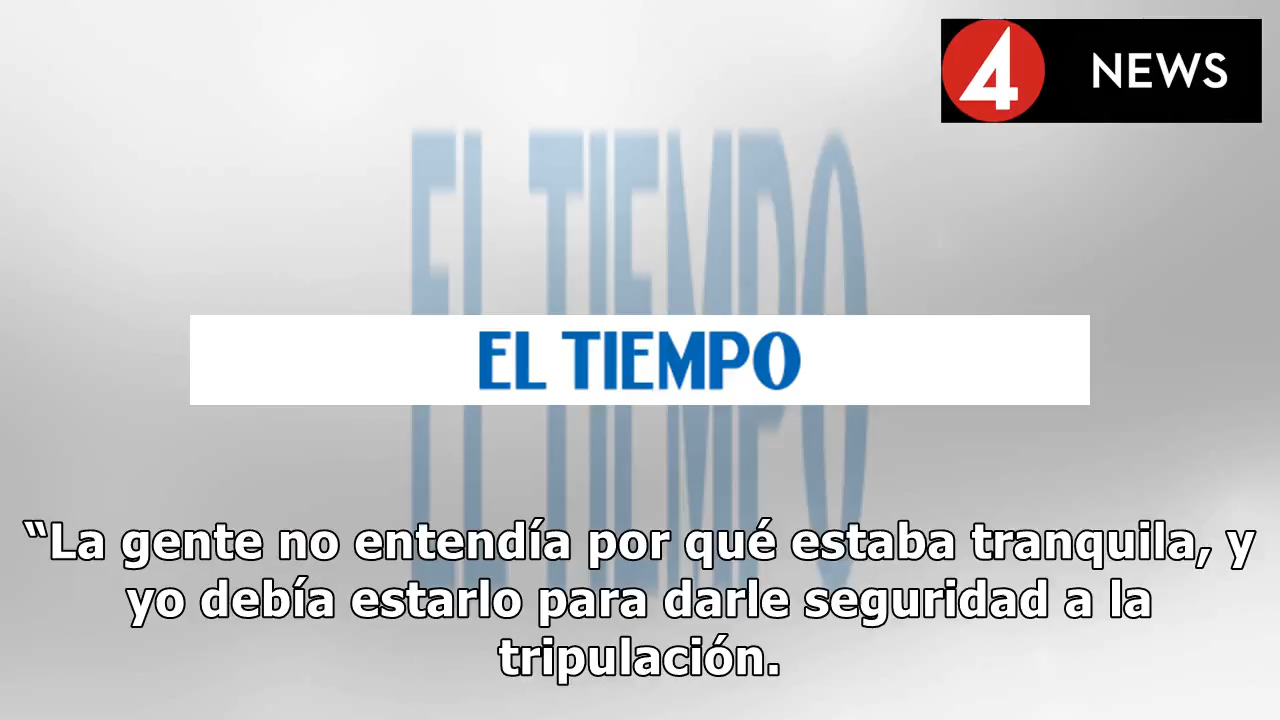 4 NEWS
EL TIEMPO
EL TIEMPO
“La gente no entendía por qué estaba tranquila, y
yo debía estarlo para darle seguridad a la
tripulación.